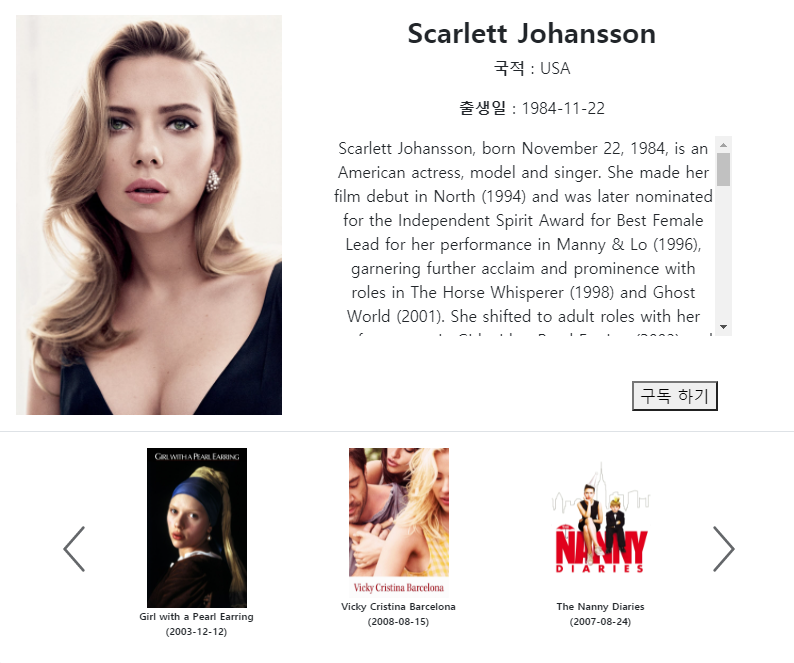 Scarlett Johansson
국적 : USA
출생일 : 1984-11-22
Scarlett Johansson, born November 22, 1984, is an
American actress, model and singer. She made her
film debut in North (1994) and was later nominated
for the Independent Spirit Award for Best Female
Lead for her performance in Manny & Lo (1996),
garnering further acclaim and prominence with
roles in The Horse Whisperer (1998) and Ghost
World (2001). She shifted to adult roles with her
구독 하기
GIRL WITH A PEARL EARRING
Vicky Cristina Barcelona
THE
NANNY
DIARIES
Girl with a Pearl Earring
(2003-12-12)
Vicky Cristina Barcelona
(2008-08-15)
The Nanny Diaries
(2007-08-24)